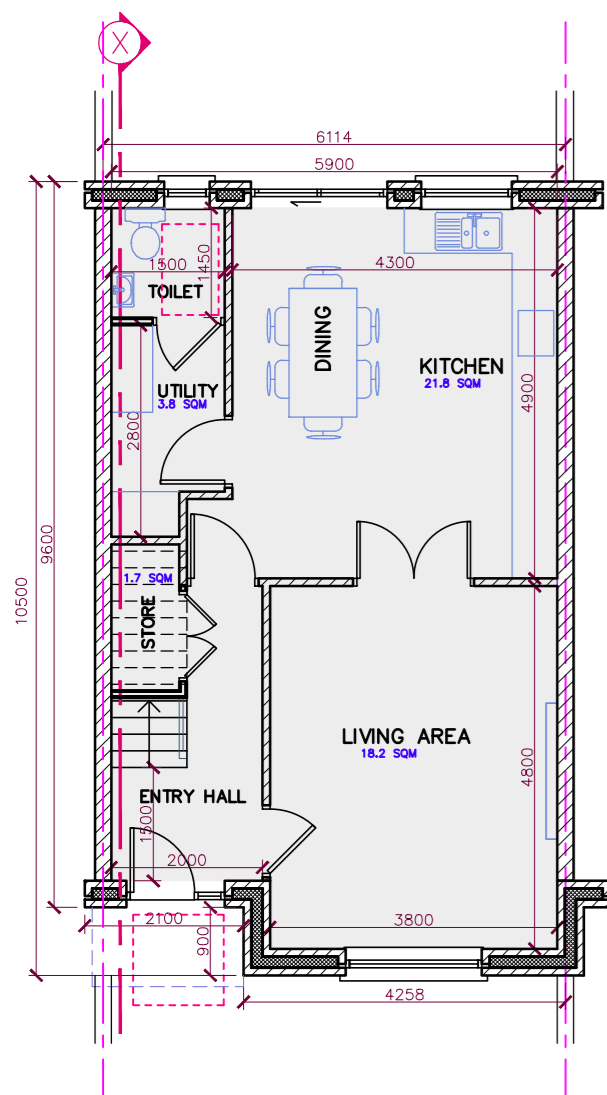 X
6114
5900
1500
1450
4300
TOILET
DINING
KITCHEN
21.8 SQM
UTILITY
3.8 SQM
4900
2800
9600
10500
1.7 SQM
STORE
LIVING AREA
18.2 SQM
4800
ENTRY HALL
1500
2000
2100
900
3800
4258